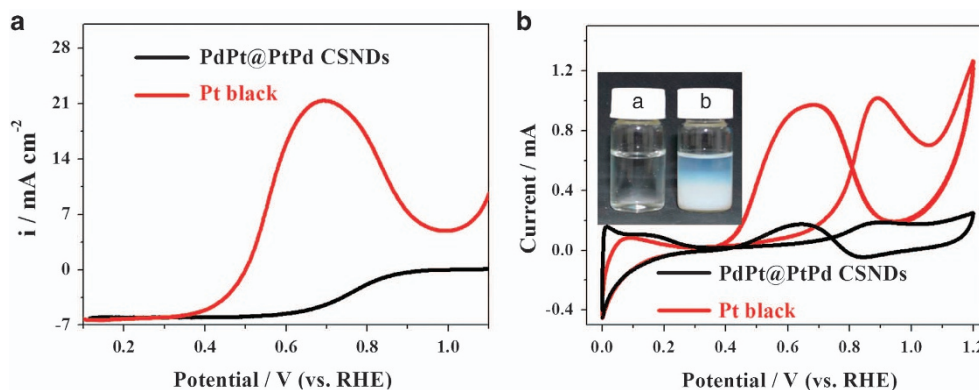 a
28
21
14
7
0
-7
i / mA cm-2
PdPt@PtPd CSNDs
Pt black
0.2 0.4 0.6 0.8 1.0
Potential / V (vs. RHE)
b
1.2
0.8
0.4
0.0
-0.4
Current / mA
a b
PdPt@PtPd CSNDs
Pt black
0.0 0.2 0.4 0.6 0.8 1.0 1.2
Potential / V (vs. RHE)